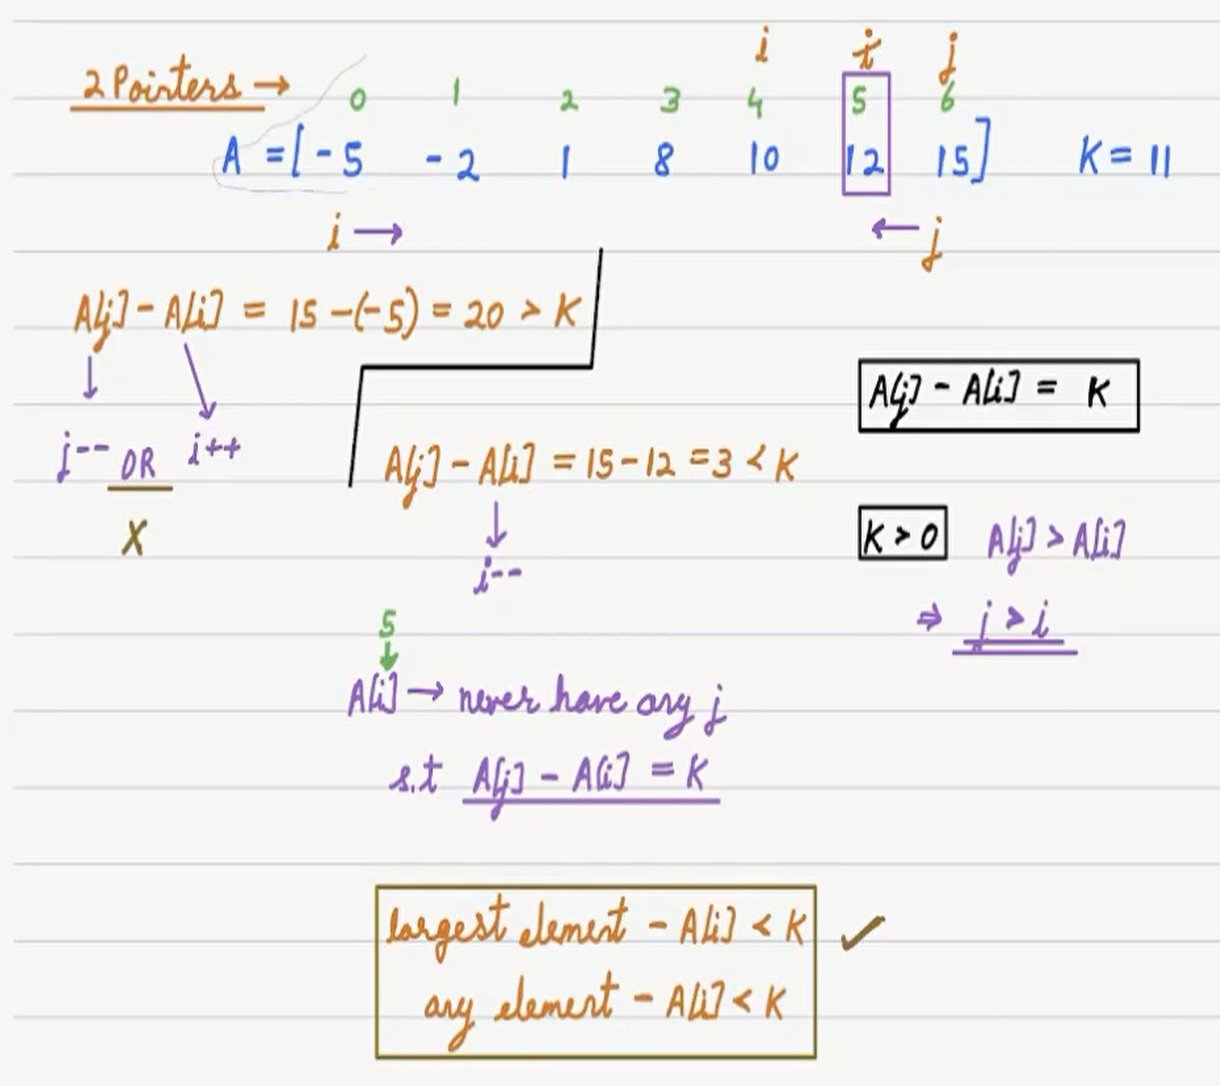 i i j
2 Pointers → 0 1 2 3 4 5 6
A = [ -5 -2 1 8 10 12 15 ] K = 11
i → ← j
A[j] - A[i] = 15 -(-5) = 20 > K
A[j] - A[i] = K
j-- OR i++
X
A[j] - A[i] = 15 - 12 = 3 < K
i--
K > 0 A[j] > A[i]
⇒ j > i
5
↓
A[i] → never have any j
s.t A[j] - A[i] = K
largest element - A[i] < K ✓
any element - A[i] < K